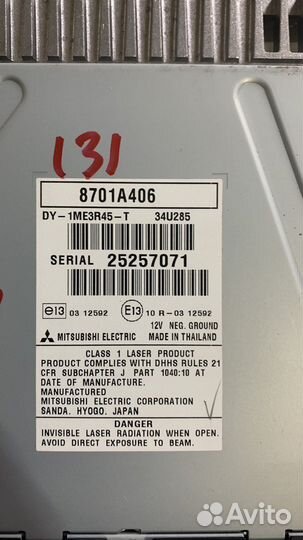 (3)
8701A406
DY-1ME3R45-T 34U285
SERIAL 25257071
e13 03 12592 E13 10 R-03 12592
12V NEG. GROUND
MITSUBISHI ELECTRIC MADE IN THAILAND
CLASS 1 LASER PRODUCT
PRODUCT COMPLIES WITH DHHS RULES 21
CFR SUBCHAPTER J PART 1040:10 AT
DATE OF MANUFACTURE.
MANUFACTURED
MITSUBISHI ELECTRIC CORPORATION
SANDA, HYOGO, JAPAN
DANGER
INVISIBLE LASER RADIATION WHEN OPEN.
AVOID DIRECT EXPOSURE TO BEAM.
Avito